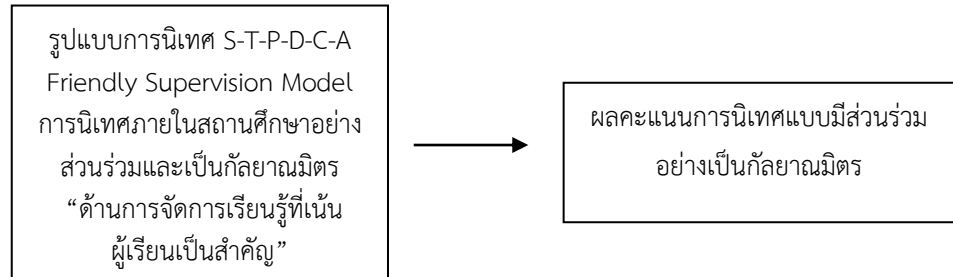 รูปแบบการนิเทศ S-T-P-D-C-A
Friendly Supervision Model
การนิเทศภายในสถานศึกษาอย่าง
ส่วนร่วมและเป็นกัลยาณมิตร
“ด้านการจัดการเรียนรู้ที่เน้น
ผู้เรียนเป็นสำคัญ”
ผลคะแนนการนิเทศแบบมีส่วนร่วม
อย่างเป็นกัลยาณมิตร